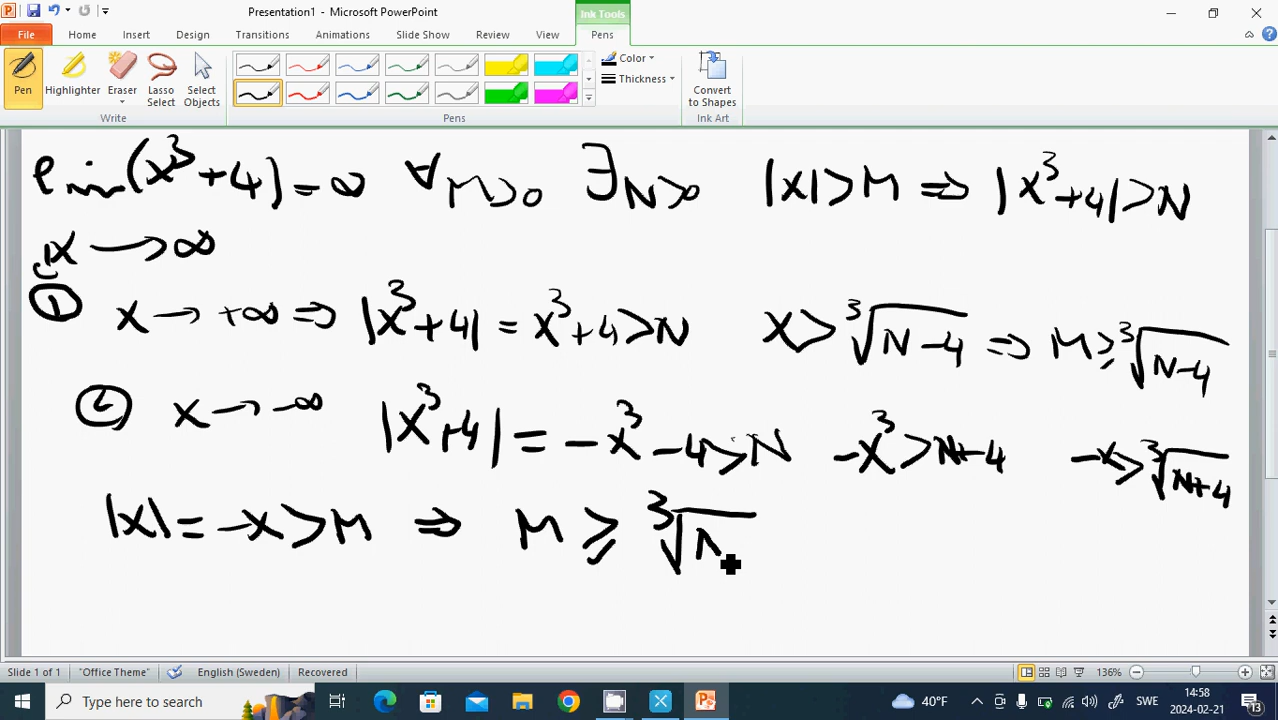 Presentation1 - Microsoft PowerPoint
Ink Tools
File Home Insert Design Transitions Animations Slide Show Review View Pens
Pen Highlighter Eraser Lasso Select Select Objects Color Thickness Convert to Shapes
Write Pens Ink Art
lim(x³+4)=∞ ∀M>0 ∃N>0 |x|>M ⇒ |x³+4|>N
x → ∞
① x → +∞ ⇒ |x³+4| = x³+4>N x>∛(N-4) ⇒ M≥∛(N-4)
② x → -∞ |x³+4| = -x³-4>N -x³>N+4 -x>∛(N+4)
|x| = -x>M ⇒ M ≥ ∛N
Slide 1 of 1 "Office Theme" English (Sweden) Recovered 136%
Type here to search 40°F SWE 14:58
2024-02-21 13